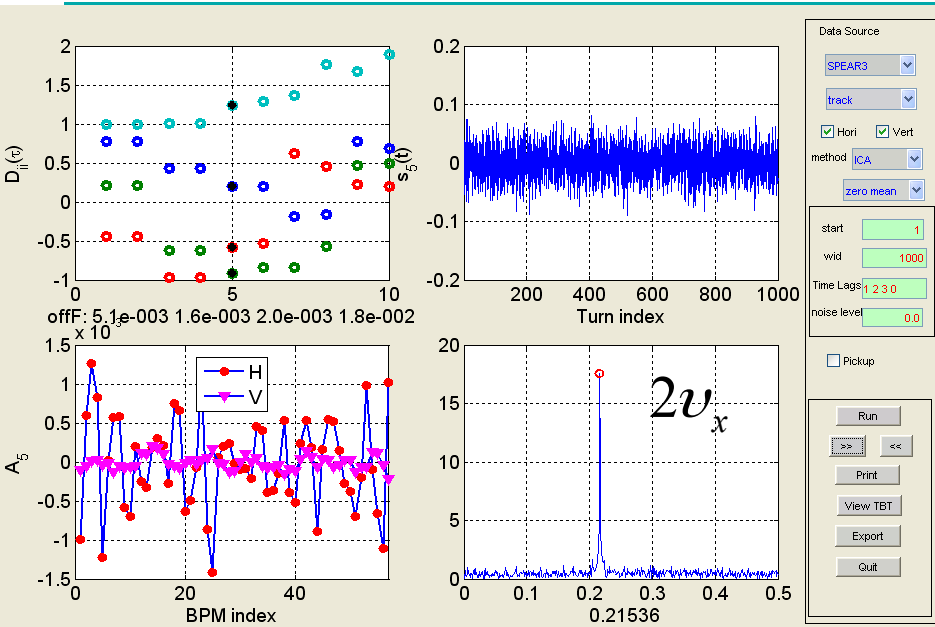 2
1.5
1
0.5
0
-0.5
-1
0
5
10
D_ii(τ)
offF: 5.1e-003 1.6e-003 2.0e-003 1.8e-002
0.2
0.1
0
-0.1
-0.2
200 400 600 800 1000
s_5(t)
Turn index
x 10^-3
1.5
1
0.5
0
-0.5
-1
-1.5
0 20 40
A_5
BPM index
H
V
20
15
10
5
0
0 0.1 0.2 0.3 0.4 0.5
0.21536
2υ_x
Data Source
SPEAR3
track
Hori Vert
method ICA
zero mean
start 1
wid 1000
Time Lags 1 2 3 0
noise level 0.0
Pickup
Run
>> <<
Print
View TBT
Export
Quit